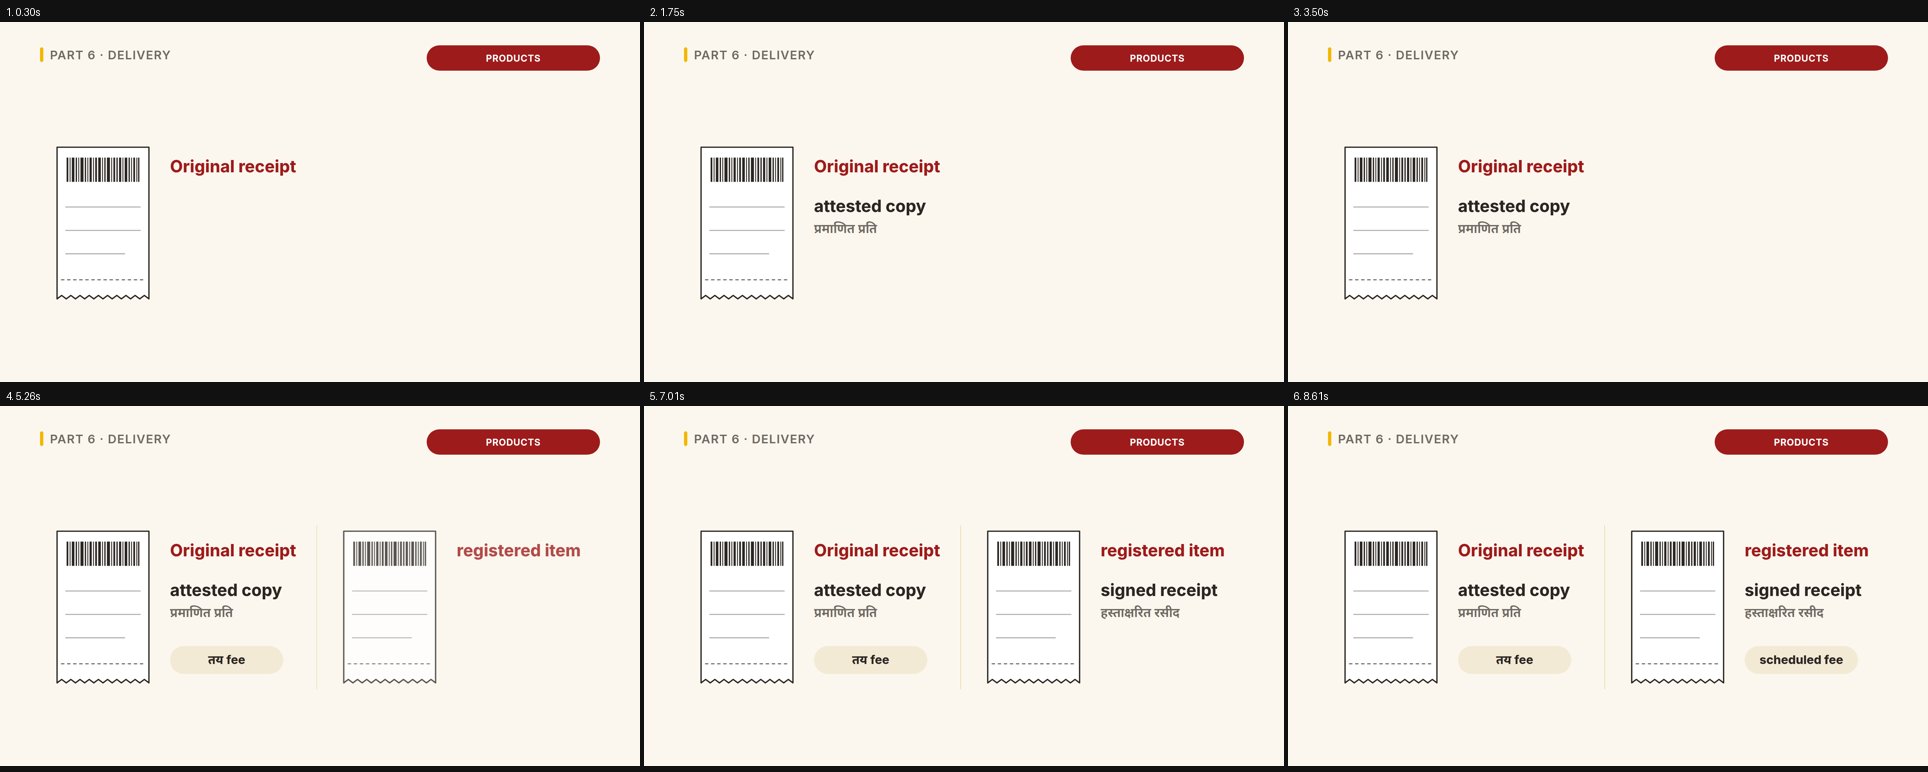 1. 0.30s
PART 6 · DELIVERY
PRODUCTS
Original receipt
2. 1.75s
PART 6 · DELIVERY
PRODUCTS
Original receipt
attested copy
प्रमाणित प्रति
3. 3.50s
PART 6 · DELIVERY
PRODUCTS
Original receipt
attested copy
प्रमाणित प्रति
4. 5.26s
PART 6 · DELIVERY
PRODUCTS
Original receipt
attested copy
प्रमाणित प्रति
तय fee
registered item
5. 7.01s
PART 6 · DELIVERY
PRODUCTS
Original receipt
attested copy
प्रमाणित प्रति
तय fee
registered item
signed receipt
हस्ताक्षरित रसीद
6. 8.61s
PART 6 · DELIVERY
PRODUCTS
Original receipt
attested copy
प्रमाणित प्रति
तय fee
registered item
signed receipt
हस्ताक्षरित रसीद
scheduled fee